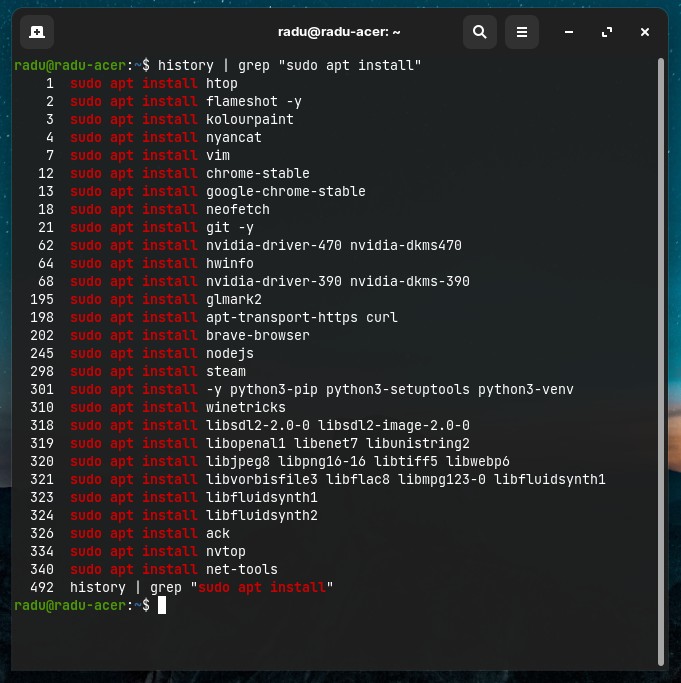 radu@radu-acer: ~
radu@radu-acer:~$ history | grep "sudo apt install"
1 sudo apt install htop
2 sudo apt install flameshot -y
3 sudo apt install kolourpaint
4 sudo apt install nyancat
7 sudo apt install vim
12 sudo apt install chrome-stable
13 sudo apt install google-chrome-stable
18 sudo apt install neofetch
21 sudo apt install git -y
62 sudo apt install nvidia-driver-470 nvidia-dkms470
64 sudo apt install hwinfo
68 sudo apt install nvidia-driver-390 nvidia-dkms-390
195 sudo apt install glmark2
198 sudo apt install apt-transport-https curl
202 sudo apt install brave-browser
245 sudo apt install nodejs
298 sudo apt install steam
301 sudo apt install -y python3-pip python3-setuptools python3-venv
310 sudo apt install winetricks
318 sudo apt install libsdl2-2.0-0 libsdl2-image-2.0-0
319 sudo apt install libopenal1 libenet7 libunistring2
320 sudo apt install libjpeg8 libpng16-16 libtiff5 libwebp6
321 sudo apt install libvorbisfile3 libflac8 libmpg123-0 libfluidsynth1
323 sudo apt install libfluidsynth1
324 sudo apt install libfluidsynth2
326 sudo apt install ack
334 sudo apt install nvtop
340 sudo apt install net-tools
492 history | grep "sudo apt install"
radu@radu-acer:~$